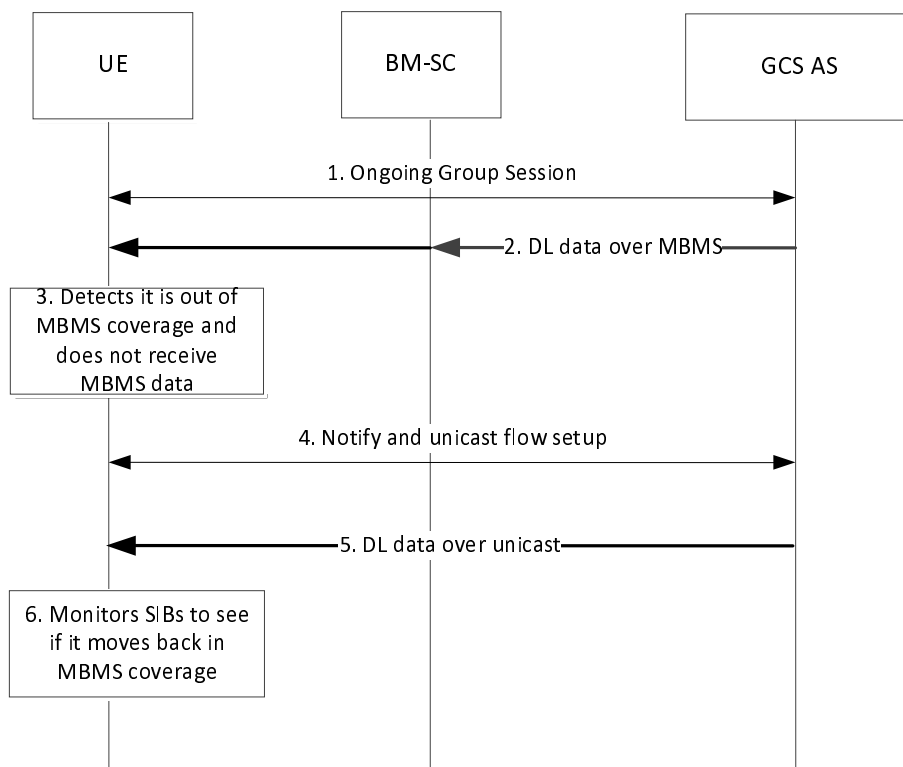 UE
BM-SC
GCS AS
1. Ongoing Group Session
2. DL data over MBMS
3. Detects it is out of
MBMS coverage and
does not receive
MBMS data
4. Notify and unicast flow setup
5. DL data over unicast
6. Monitors SIBs to see
if it moves back in
MBMS coverage